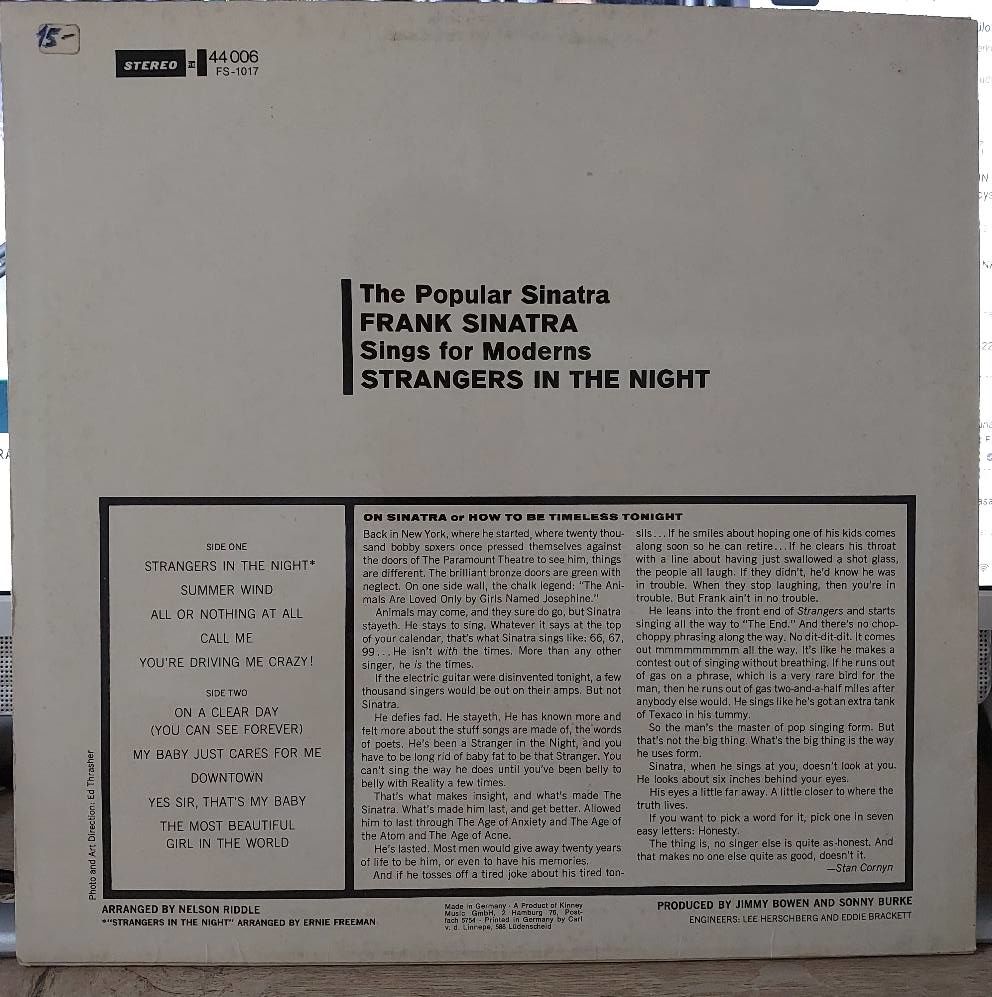 15-
STEREO 44 006
FS-1017
The Popular Sinatra
FRANK SINATRA
Sings for Moderns
STRANGERS IN THE NIGHT
SIDE ONE
STRANGERS IN THE NIGHT*
SUMMER WIND
ALL OR NOTHING AT ALL
CALL ME
YOU'RE DRIVING ME CRAZY!
SIDE TWO
ON A CLEAR DAY
(YOU CAN SEE FOREVER)
MY BABY JUST CARES FOR ME
DOWNTOWN
YES SIR, THAT'S MY BABY
THE MOST BEAUTIFUL
GIRL IN THE WORLD
ON SINATRA or HOW TO BE TIMELESS TONIGHT
Back in New York, where he started, where twenty thou-
sand bobby soxers once pressed themselves against
the doors of The Paramount Theatre to see him, things
are different. The brilliant bronze doors are green with
neglect. On one side wall, the chalk legend: "The Ani-
mals Are Loved Only by Girls Named Josephine."
Animals may come, and they sure do go, but Sinatra
stayeth. He stays to sing. Whatever it says at the top
of your calendar, that's what Sinatra sings like: 66, 67,
99... He isn't with the times. More than any other
singer, he is the times.
If the electric guitar were disinvented tonight, a few
thousand singers would be out on their amps. But not
Sinatra.
He defies fad. He stayeth. He has known more and
felt more about the stuff songs are made of, the words
of poets. He's been a Stranger in the Night, and you
have to be long rid of baby fat to be that Stranger. You
can't sing the way he does until you've been belly to
belly with Reality a few times.
That's what makes insight, and what's made The
Sinatra. What's made him last, and get better. Allowed
him to last through The Age of Anxiety and The Age of
the Atom and The Age of Acne.
He's lasted. Most men would give away twenty years
of life to be him, or even to have his memories.
And if he tosses off a tired joke about his tired ton-
sils... If he smiles about hoping one of his kids comes
along soon so he can retire... If he clears his throat
with a line about having just swallowed a shot glass,
the people all laugh. If they didn't, he'd know he was
in trouble. When they stop laughing, then you're in
trouble. But Frank ain't in no trouble.
He leans into the front end of Strangers and starts
singing all the way to "The End." And there's no chop-
choppy phrasing along the way. No dit-dit-dit. It comes
out mmmmmmmmm all the way. It's like he makes a
contest out of singing without breathing. If he runs out
of gas on a phrase, which is a very rare bird for the
man, then he runs out of gas two-and-a-half miles after
anybody else would. He sings like he's got an extra tank
of Texaco in his tummy.
So the man's the master of pop singing form. But
that's not the big thing. What's the big thing is the way
he uses form.
Sinatra, when he sings at you, doesn't look at you.
He looks about six inches behind your eyes.
His eyes a little far away. A little closer to where the
truth lives.
If you want to pick a word for it, pick one in seven
easy letters: Honesty.
The thing is, no singer else is quite as-honest. And
that makes no one else quite as good, doesn't it.
—Stan Cornyn
Photo and Art Direction: Ed Thrasher
ARRANGED BY NELSON RIDDLE
*"STRANGERS IN THE NIGHT" ARRANGED BY ERNIE FREEMAN
Made in Germany · A Product of Kinney
Music GmbH, 2 Hamburg 76, Post-
fach 5754 · Printed in Germany by Carl
v. d. Linnepe, 588 Lüdenscheid
PRODUCED BY JIMMY BOWEN AND SONNY BURKE
ENGINEERS: LEE HERSCHBERG AND EDDIE BRACKETT